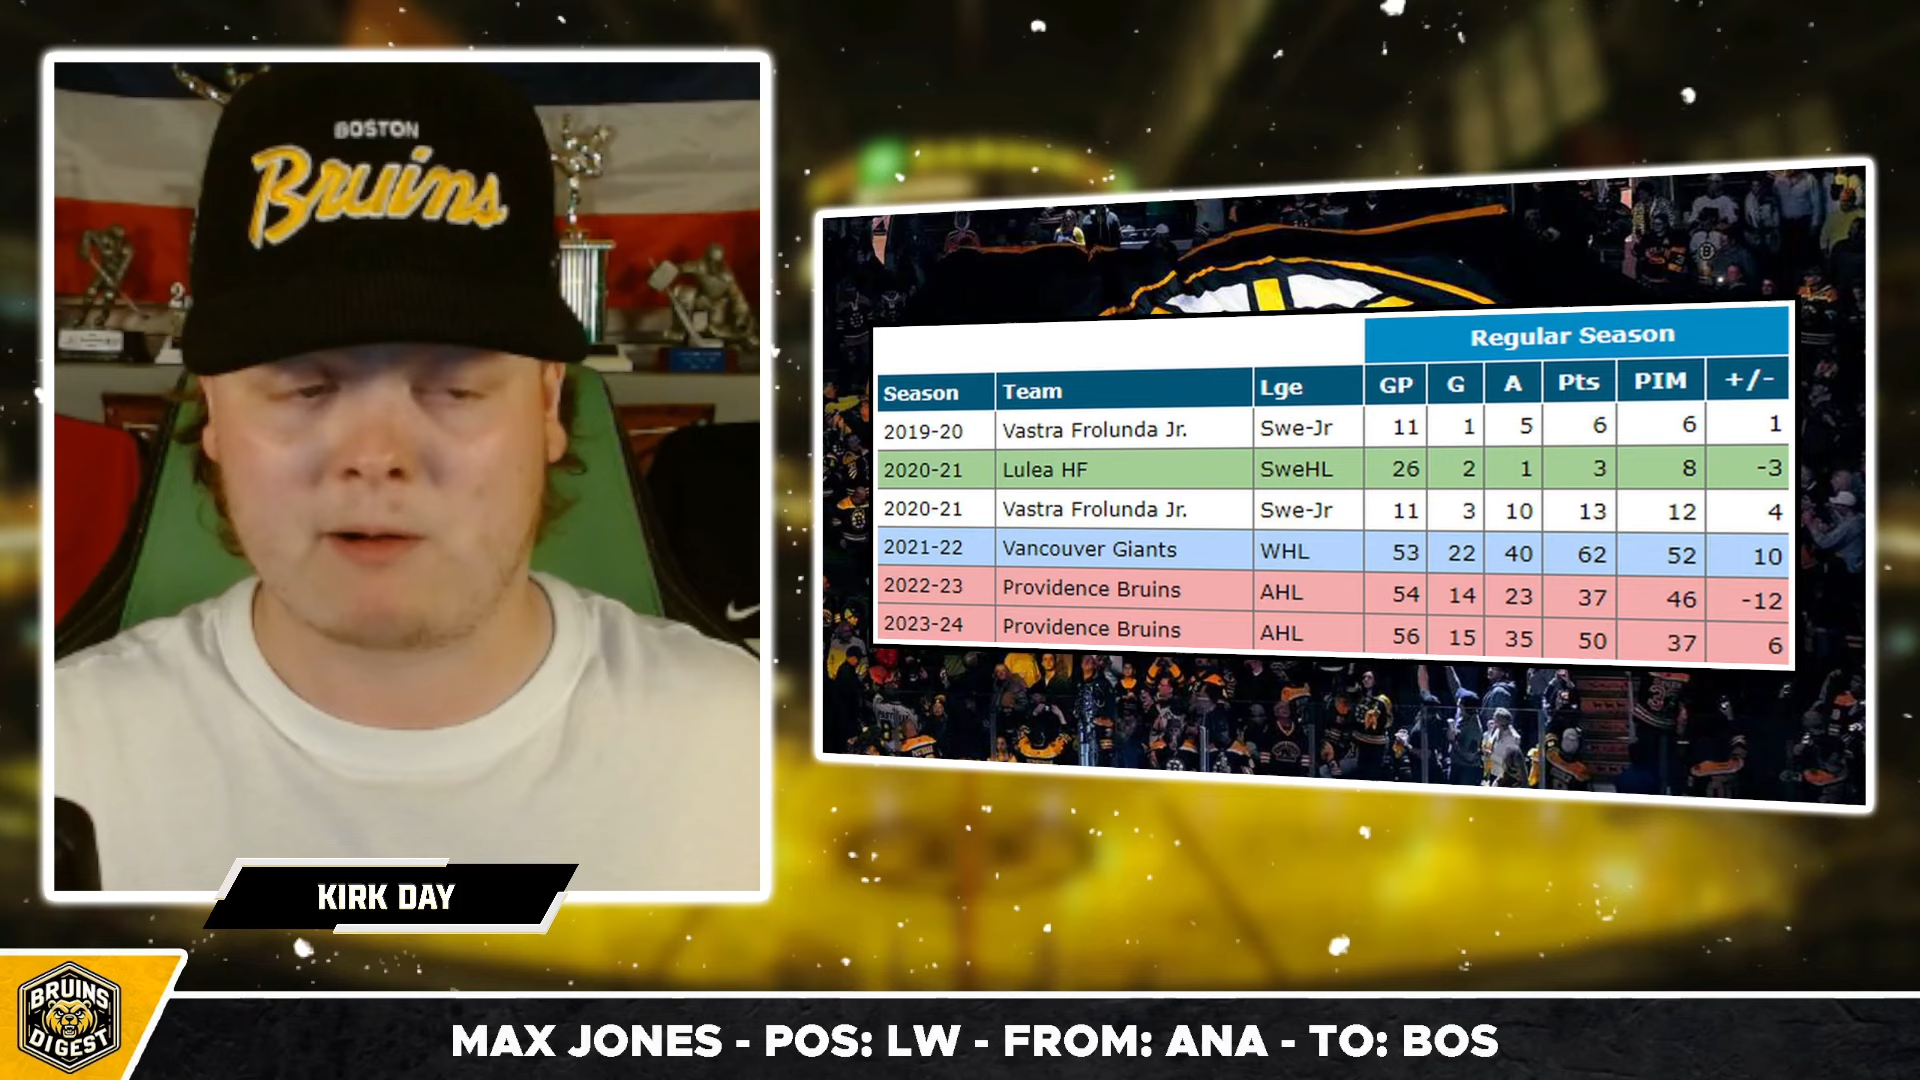 BOSTON
Bruins
2
Regular Season
Season Team Lge GP G A Pts PIM +/-
2019-20 Vastra Frolunda Jr. Swe-Jr 11 1 5 6 6 1
2020-21 Lulea HF SweHL 26 2 1 3 8 -3
2020-21 Vastra Frolunda Jr. Swe-Jr 11 3 10 13 12 4
2021-22 Vancouver Giants WHL 53 22 40 62 52 10
2022-23 Providence Bruins AHL 54 14 23 37 46 -12
2023-24 Providence Bruins AHL 56 15 35 50 37 6
KIRK DAY
BRUINS
DIGEST
MAX JONES - POS: LW - FROM: ANA - TO: BOS